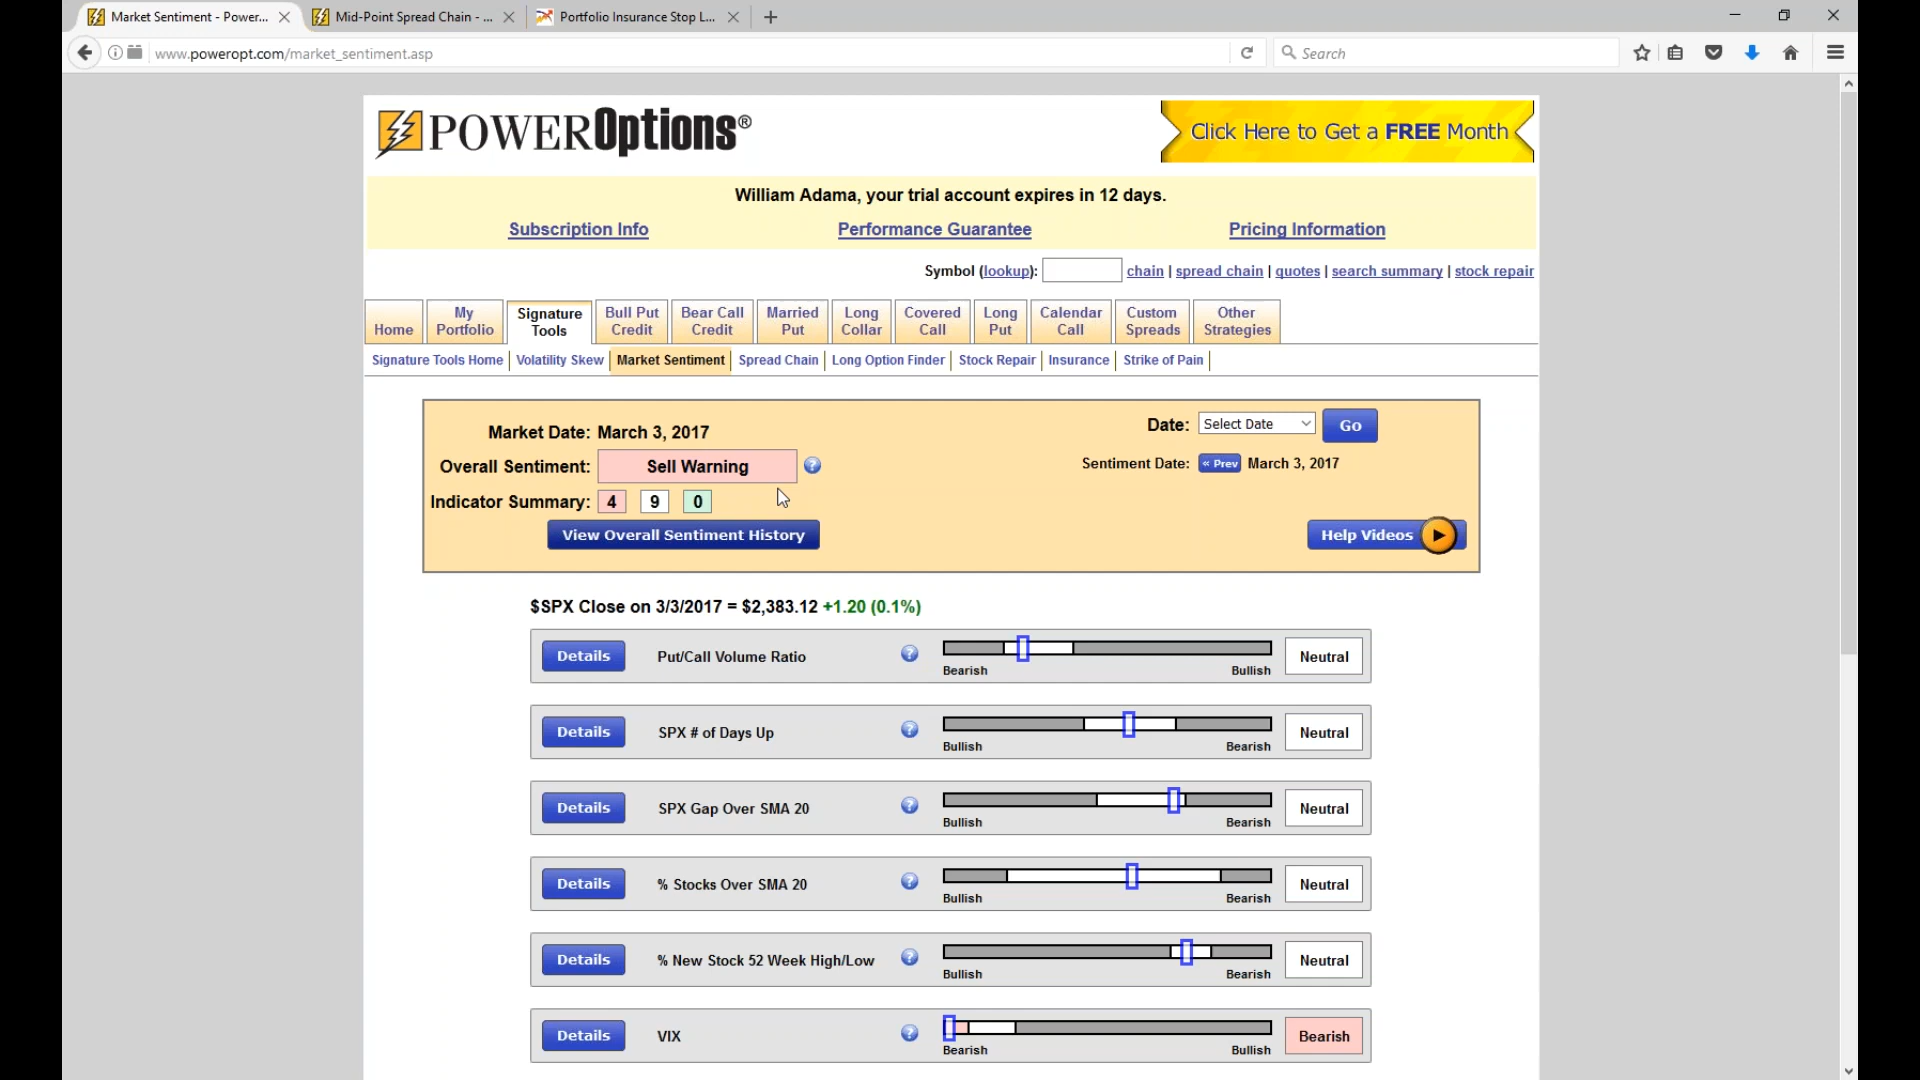 Market Sentiment - Power...
Mid-Point Spread Chain - ...
Portfolio Insurance Stop L...
www.poweropt.com/market_sentiment.asp
Search
POWEROptions®
Click Here to Get a FREE Month
William Adama, your trial account expires in 12 days.
Subscription Info
Performance Guarantee
Pricing Information
Symbol (lookup): chain | spread chain | quotes | search summary | stock repair
Home
My Portfolio
Signature Tools
Bull Put Credit
Bear Call Credit
Married Put
Long Collar
Covered Call
Long Put
Calendar Call
Custom Spreads
Other Strategies
Signature Tools Home | Volatility Skew | Market Sentiment | Spread Chain | Long Option Finder | Stock Repair | Insurance | Strike of Pain |
Market Date: March 3, 2017
Date: Select Date Go
Overall Sentiment: Sell Warning ?
Sentiment Date: « Prev March 3, 2017
Indicator Summary: 4 9 0
View Overall Sentiment History
Help Videos
$SPX Close on 3/3/2017 = $2,383.12 +1.20 (0.1%)
Details Put/Call Volume Ratio ? Neutral
Bearish Bullish
Details SPX # of Days Up ? Neutral
Bullish Bearish
Details SPX Gap Over SMA 20 ? Neutral
Bullish Bearish
Details % Stocks Over SMA 20 ? Neutral
Bullish Bearish
Details % New Stock 52 Week High/Low ? Neutral
Bullish Bearish
Details VIX ? Bearish
Bearish Bullish